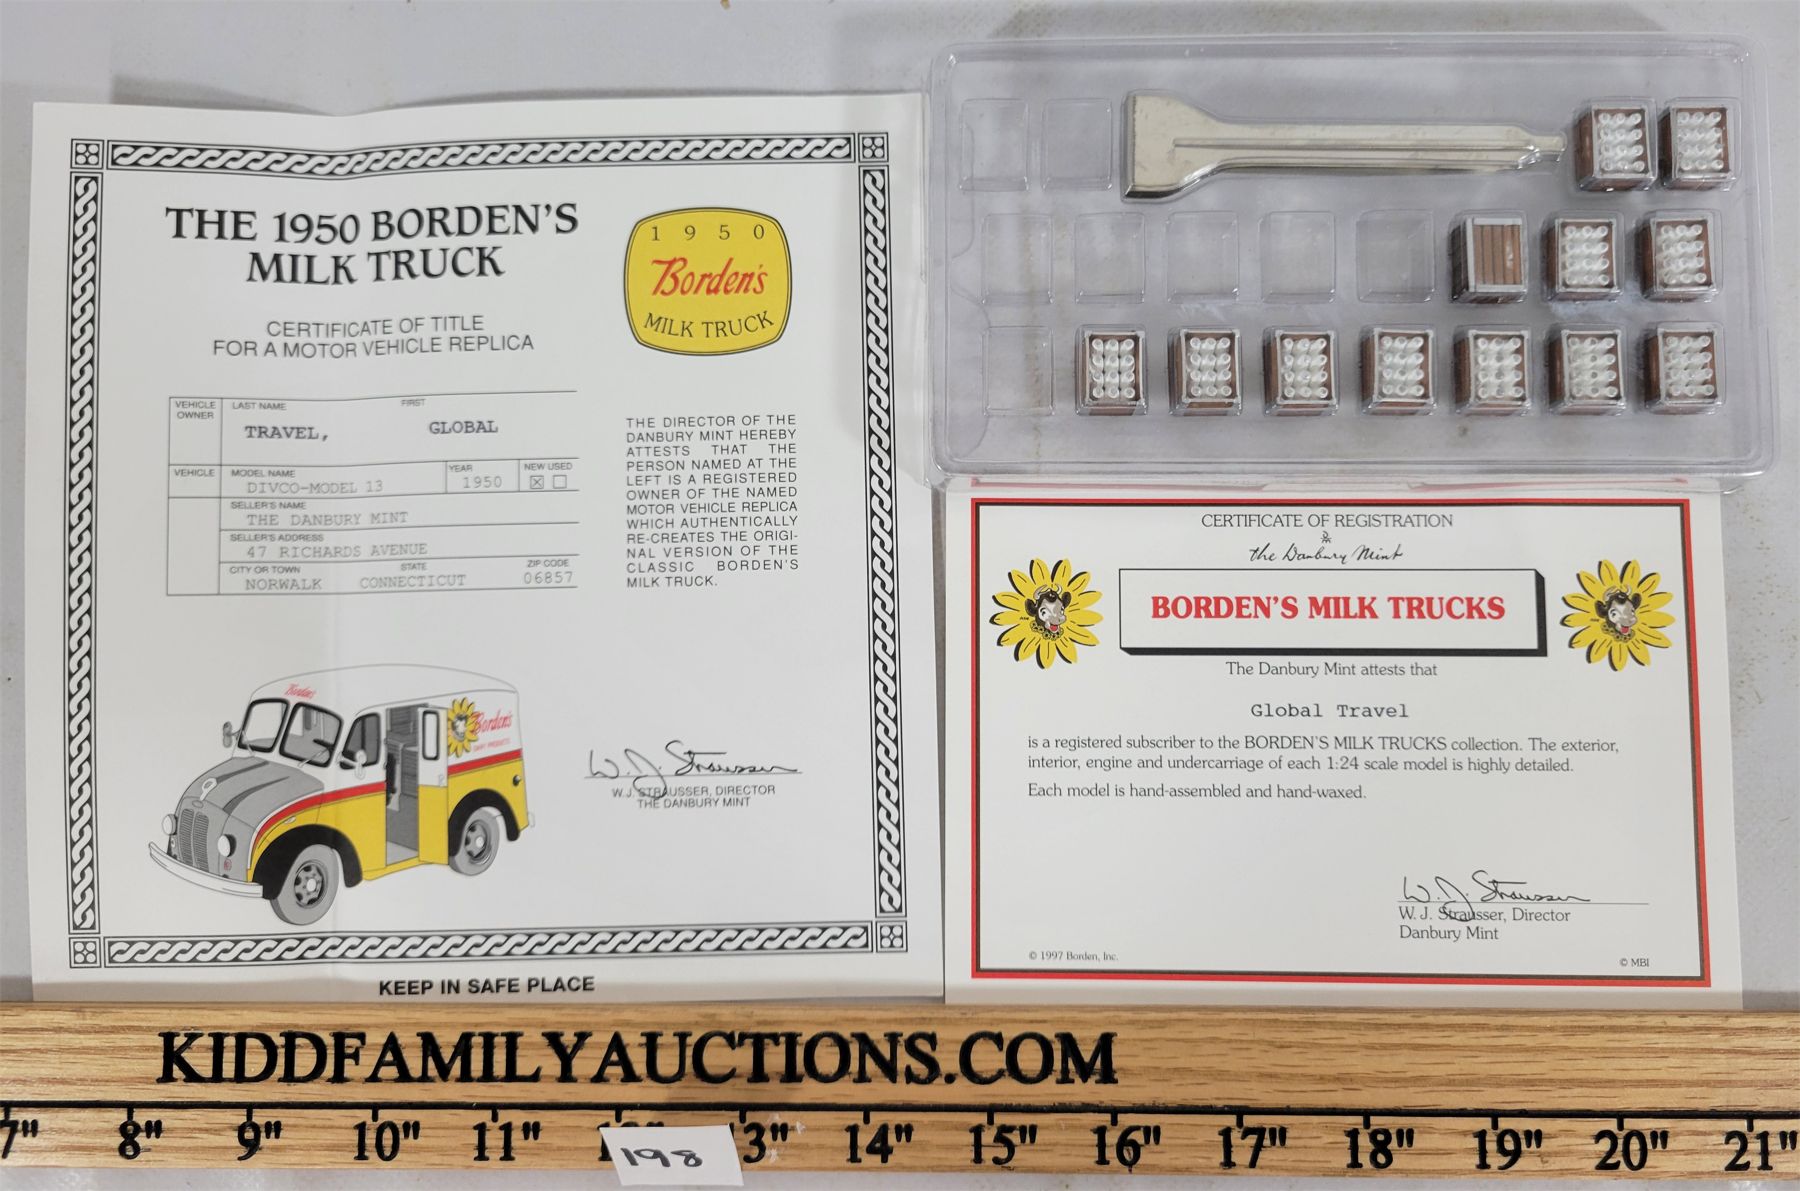 THE 1950 BORDEN'S
MILK TRUCK
CERTIFICATE OF TITLE
FOR A MOTOR VEHICLE REPLICA
1950
Borden's
MILK TRUCK
VEHICLE OWNER
LAST NAME FIRST
TRAVEL, GLOBAL
VEHICLE
MODEL NAME YEAR NEW USED
DIVCO-MODEL 13 1950 ☒ ☐
SELLER'S NAME
THE DANBURY MINT
SELLER'S ADDRESS
47 RICHARDS AVENUE
CITY OR TOWN STATE ZIP CODE
NORWALK CONNECTICUT 06857
THE DIRECTOR OF THE
DANBURY MINT HEREBY
ATTESTS THAT THE
PERSON NAMED AT THE
LEFT IS A REGISTERED
OWNER OF THE NAMED
MOTOR VEHICLE REPLICA
WHICH AUTHENTICALLY
RE-CREATES THE ORIGI-
NAL VERSION OF THE
CLASSIC BORDEN'S
MILK TRUCK.
Borden's
Borden's
DAIRY PRODUCTS
W. J. Strausser
W.J. STRAUSSER, DIRECTOR
THE DANBURY MINT
KEEP IN SAFE PLACE
CERTIFICATE OF REGISTRATION
the Danbury Mint
BORDEN'S MILK TRUCKS
The Danbury Mint attests that
Global Travel
is a registered subscriber to the BORDEN'S MILK TRUCKS collection. The exterior,
interior, engine and undercarriage of each 1:24 scale model is highly detailed.
Each model is hand-assembled and hand-waxed.
W. J. Strausser
W. J. Strausser, Director
Danbury Mint
© 1997 Borden, Inc. © MBI
KIDDFAMILYAUCTIONS.COM
7" 8" 9" 10" 11" 1 3" 14" 15" 16" 17" 18" 19" 20" 21"
198